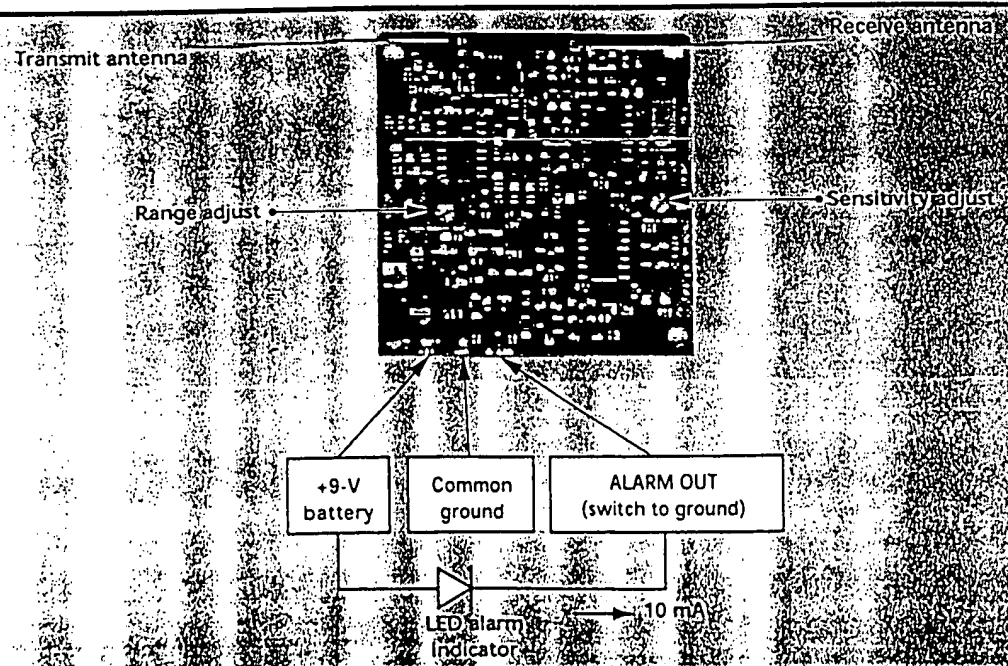 Receive antenna
Transmit antenna
Range adjust
Sensitivity adjust
+9-V
battery
Common
ground
ALARM OUT
(switch to ground)
10 mA
LED alarm
indicator